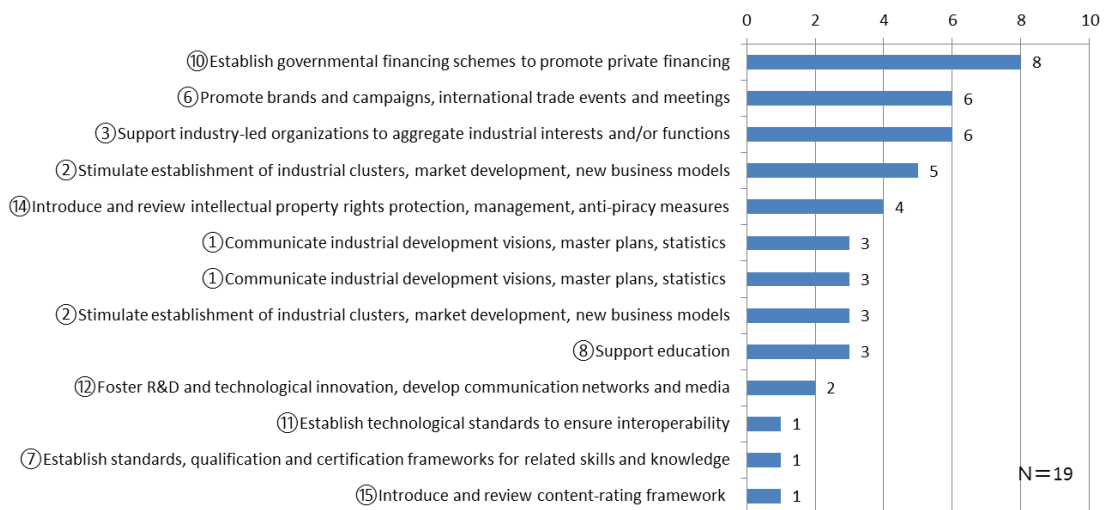 0 2 4 6 8 10
⑩Establish governmental financing schemes to promote private financing 8
⑥Promote brands and campaigns, international trade events and meetings 6
③Support industry-led organizations to aggregate industrial interests and/or functions 6
②Stimulate establishment of industrial clusters, market development, new business models 5
⑭Introduce and review intellectual property rights protection, management, anti-piracy measures 4
①Communicate industrial development visions, master plans, statistics 3
①Communicate industrial development visions, master plans, statistics 3
②Stimulate establishment of industrial clusters, market development, new business models 3
⑧Support education 3
⑫Foster R&D and technological innovation, develop communication networks and media 2
⑪Establish technological standards to ensure interoperability 1
⑦Establish standards, qualification and certification frameworks for related skills and knowledge 1
N=19
⑮Introduce and review content-rating framework 1